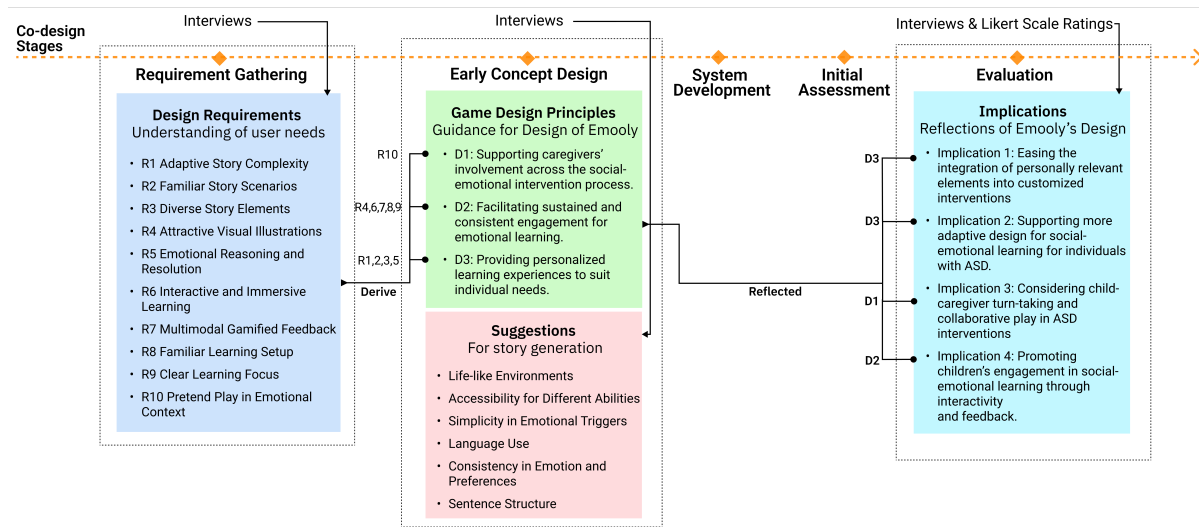 Co-design
Stages
Interviews
Requirement Gathering
Design Requirements
Understanding of user needs
• R1 Adaptive Story Complexity
• R2 Familiar Story Scenarios
• R3 Diverse Story Elements
• R4 Attractive Visual Illustrations
• R5 Emotional Reasoning and
Resolution
• R6 Interactive and Immersive
Learning
• R7 Multimodal Gamified Feedback
• R8 Familiar Learning Setup
• R9 Clear Learning Focus
• R10 Pretend Play in Emotional
Context
R10
R4,6,7,8,9
R1,2,3,5
Derive
Interviews
Early Concept Design
Game Design Principles
Guidance for Design of Emooly
• D1: Supporting caregivers’
involvement across the social-
emotional intervention process.
• D2: Facilitating sustained and
consistent engagement for
emotional learning.
• D3: Providing personalized
learning experiences to suit
individual needs.
Suggestions
For story generation
• Life-like Environments
• Accessibility for Different Abilities
• Simplicity in Emotional Triggers
• Language Use
• Consistency in Emotion and
Preferences
• Sentence Structure
System
Development
Initial
Assessment
Reflected
Interviews & Likert Scale Ratings
Evaluation
Implications
Reflections of Emooly’s Design
D3
• Implication 1: Easing the
integration of personally relevant
elements into customized
interventions
D3
• Implication 2: Supporting more
adaptive design for social-
emotional learning for individuals
with ASD.
D1
• Implication 3: Considering child-
caregiver turn-taking and
collaborative play in ASD
interventions
D2
• Implication 4: Promoting
children’s engagement in social-
emotional learning through
interactivity
and feedback.